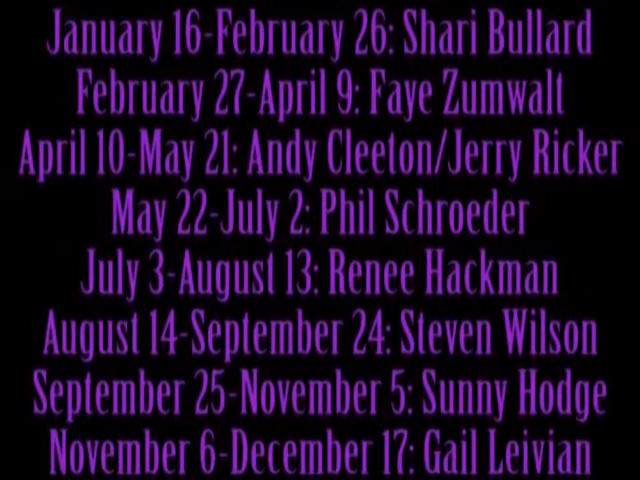 January 16-February 26: Shari Bullard
February 27-April 9: Faye Zumwalt
April 10-May 21: Andy Cleeton/Jerry Ricker
May 22-July 2: Phil Schroeder
July 3-August 13: Renee Hackman
August 14-September 24: Steven Wilson
September 25-November 5: Sunny Hodge
November 6-December 17: Gail Leivian